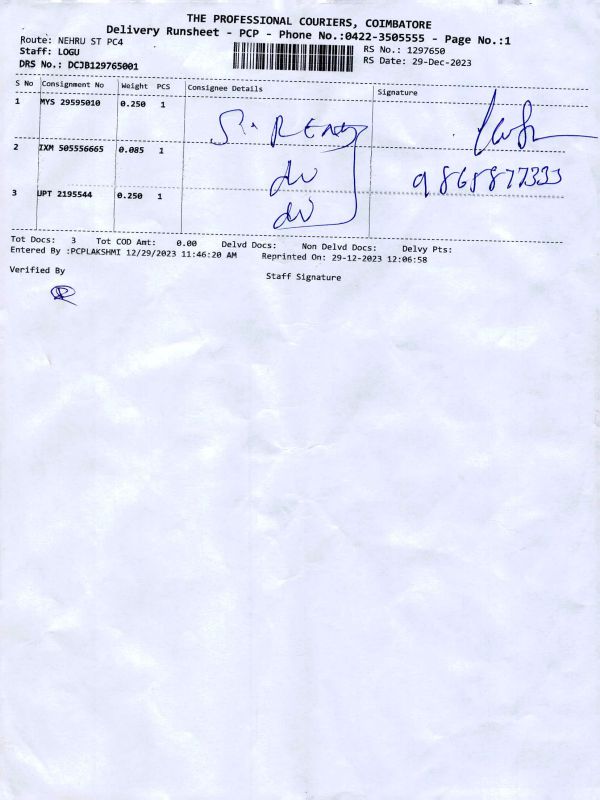 THE PROFESSIONAL COURIERS, COIMBATORE
Delivery Runsheet - PCP - Phone No.:0422-3505555 - Page No.:1
Route: NEHRU ST PC4
RS No.: 1297650
Staff: LOGU
RS Date: 29-Dec-2023
DRS No.: DCJB129765001
S No Consignment No Weight PCS Consignee Details Signature
1 MYS 29595010 0.250 1
2 IXM 505556665 0.085 1
9865877333
3 UPT 2195544 0.250 1
Tot Docs: 3 Tot COD Amt: 0.00 Delvd Docs: Non Delvd Docs: Delvy Pts:
Entered By :PCPLAKSHMI 12/29/2023 11:46:20 AM Reprinted On: 29-12-2023 12:06:58
Verified By
Staff Signature